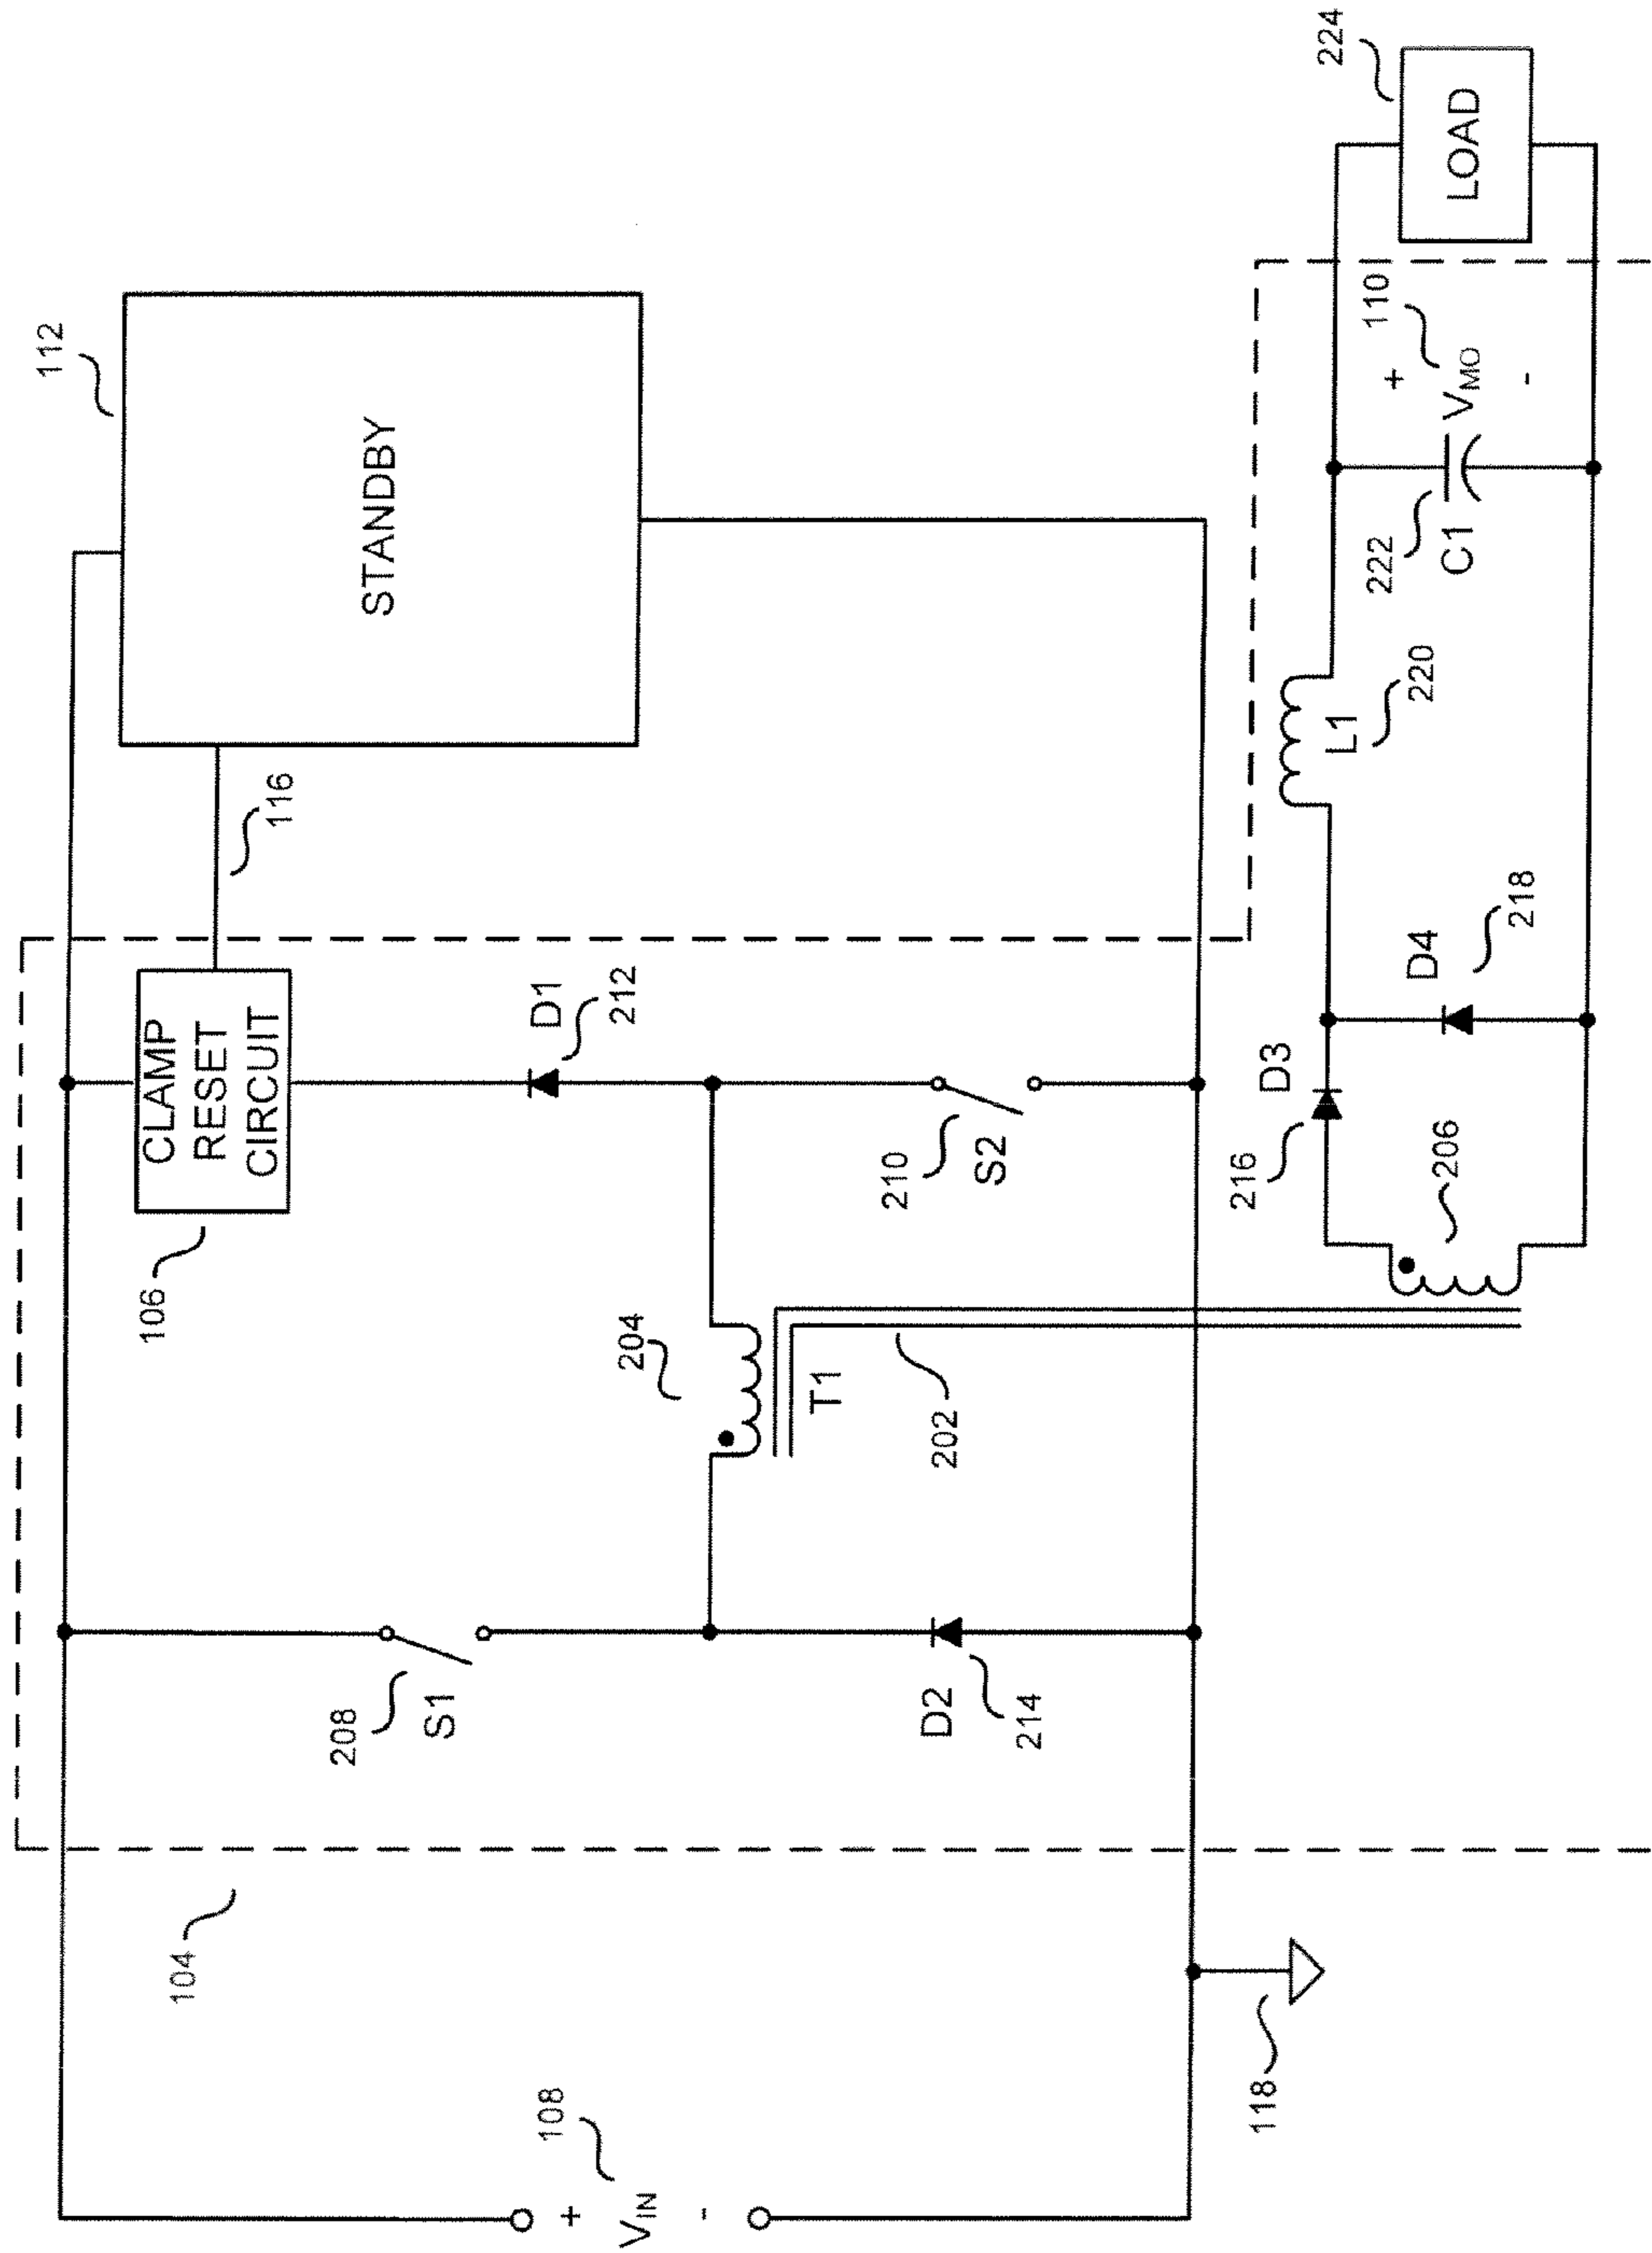 112
STANDBY
116
CLAMP
RESET
CIRCUIT
106
D1
212
204
T1
202
210
S2
208
S1
D2
214
104
108
+
VIN
-
118
216
D3
206
D4
218
L1
220
222
C1
+
VMO
-
110
224
LOAD